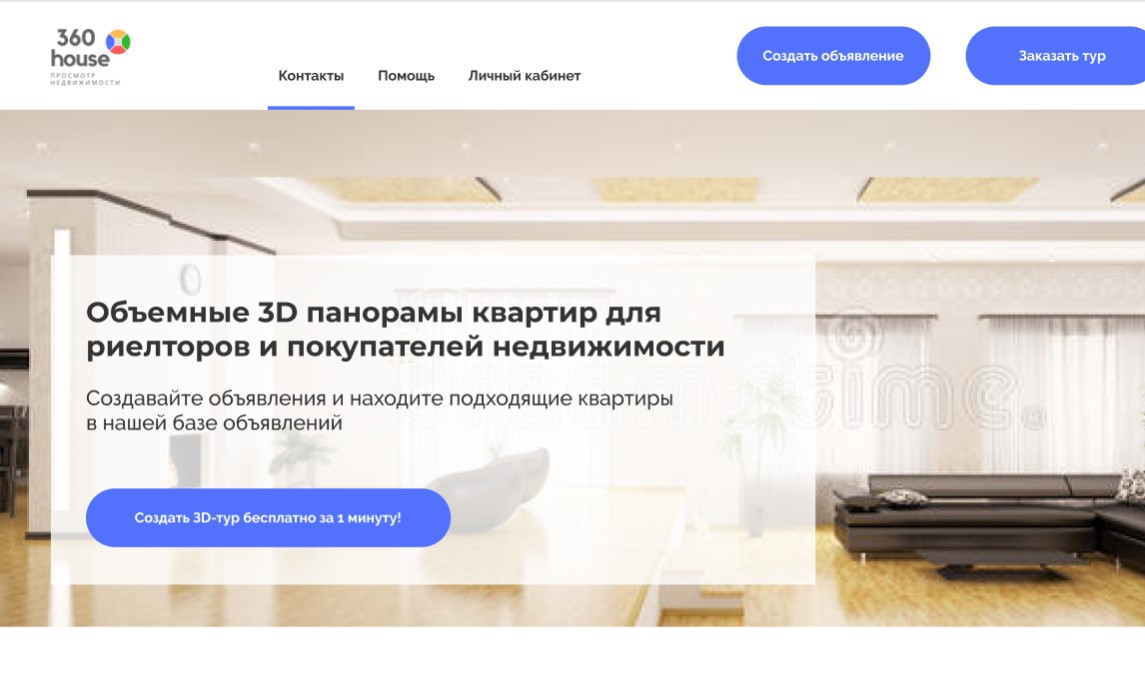 360
house
ПРОСМОТР
НЕДВИЖИМОСТИ
Контакты
Помощь
Личный кабинет
Создать объявление
Заказать тур
Объемные 3D панорамы квартир для
риелторов и покупателей недвижимости
Создавайте объявления и находите подходящие квартиры
в нашей базе объявлений
Создать 3D-тур бесплатно за 1 минуту!
dreamstime.